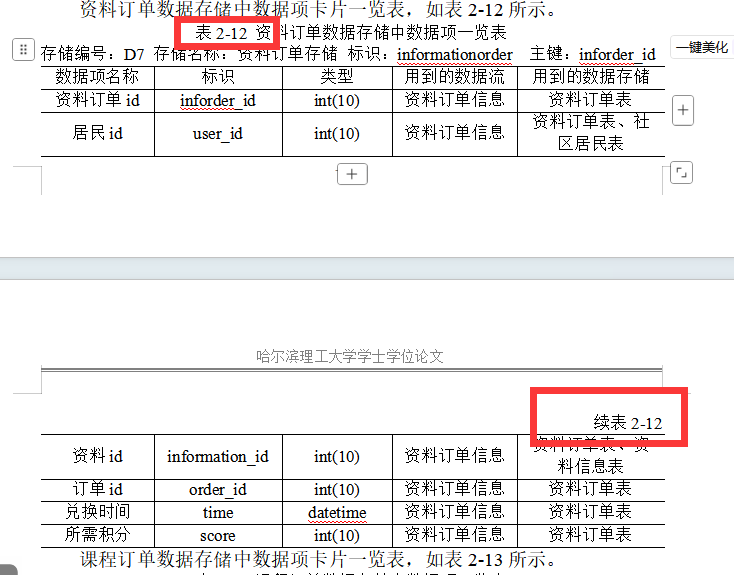 资料订单数据存储中数据项卡片一览表，如表 2-12 所示。
表 2-12 资料订单数据存储中数据项一览表
存储编号：D7 存储名称：资料订单存储 标识：informationorder 主键：inforder_id
一键美化
数据项名称 标识 类型 用到的数据流 用到的数据存储
资料订单 id inforder_id int(10) 资料订单信息 资料订单表
居民 id user_id int(10) 资料订单信息 资料订单表、社
区居民表
哈尔滨理工大学学士学位论文
续表 2-12
资料 id information_id int(10) 资料订单信息 资料订单表、资
料信息表
订单 id order_id int(10) 资料订单信息 资料订单表
兑换时间 time datetime 资料订单信息 资料订单表
所需积分 score int(10) 资料订单信息 资料订单表
课程订单数据存储中数据项卡片一览表，如表 2-13 所示。